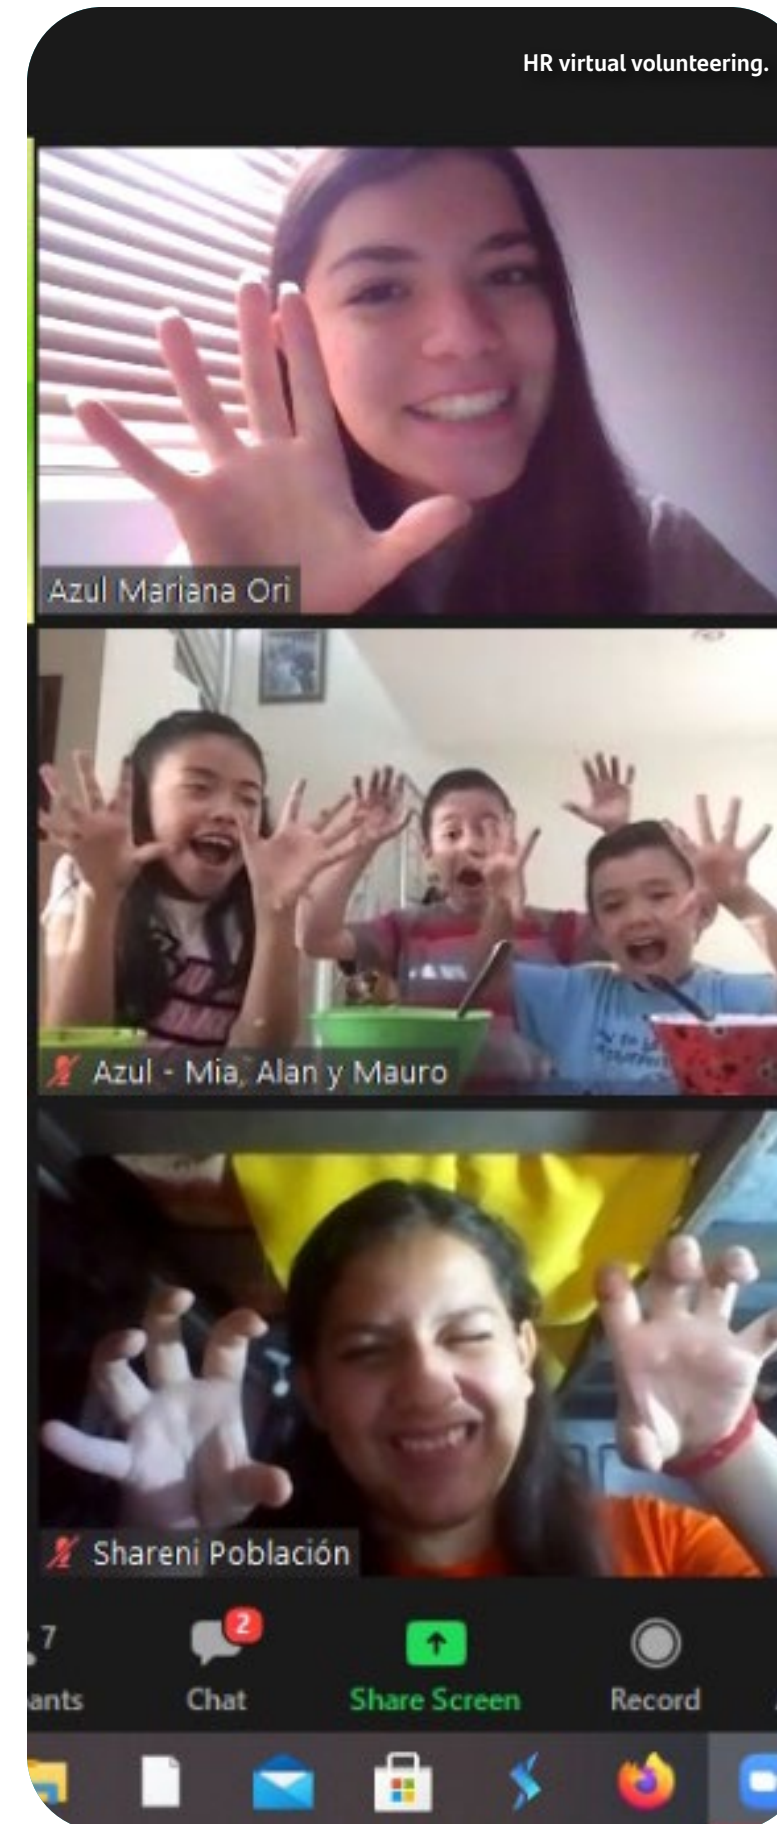 HR virtual volunteering.
Azul Mariana Ori
Azul - Mia, Alan y Mauro
Shareni Población
7
2
ants
Chat
Share Screen
Record